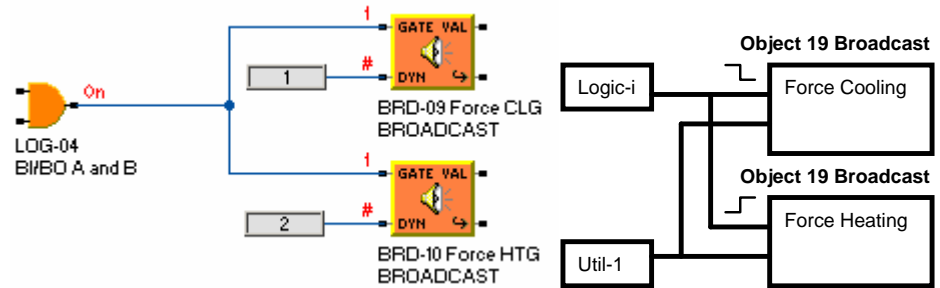 1
GATE VAL
#
1
DYN
BRD-09 Force CLG
BROADCAST
On
LOG-04
BI/BO A and B
1
GATE VAL
#
2
DYN
BRD-10 Force HTG
BROADCAST
Object 19 Broadcast
Logic-i
Force Cooling
Object 19 Broadcast
Force Heating
Util-1